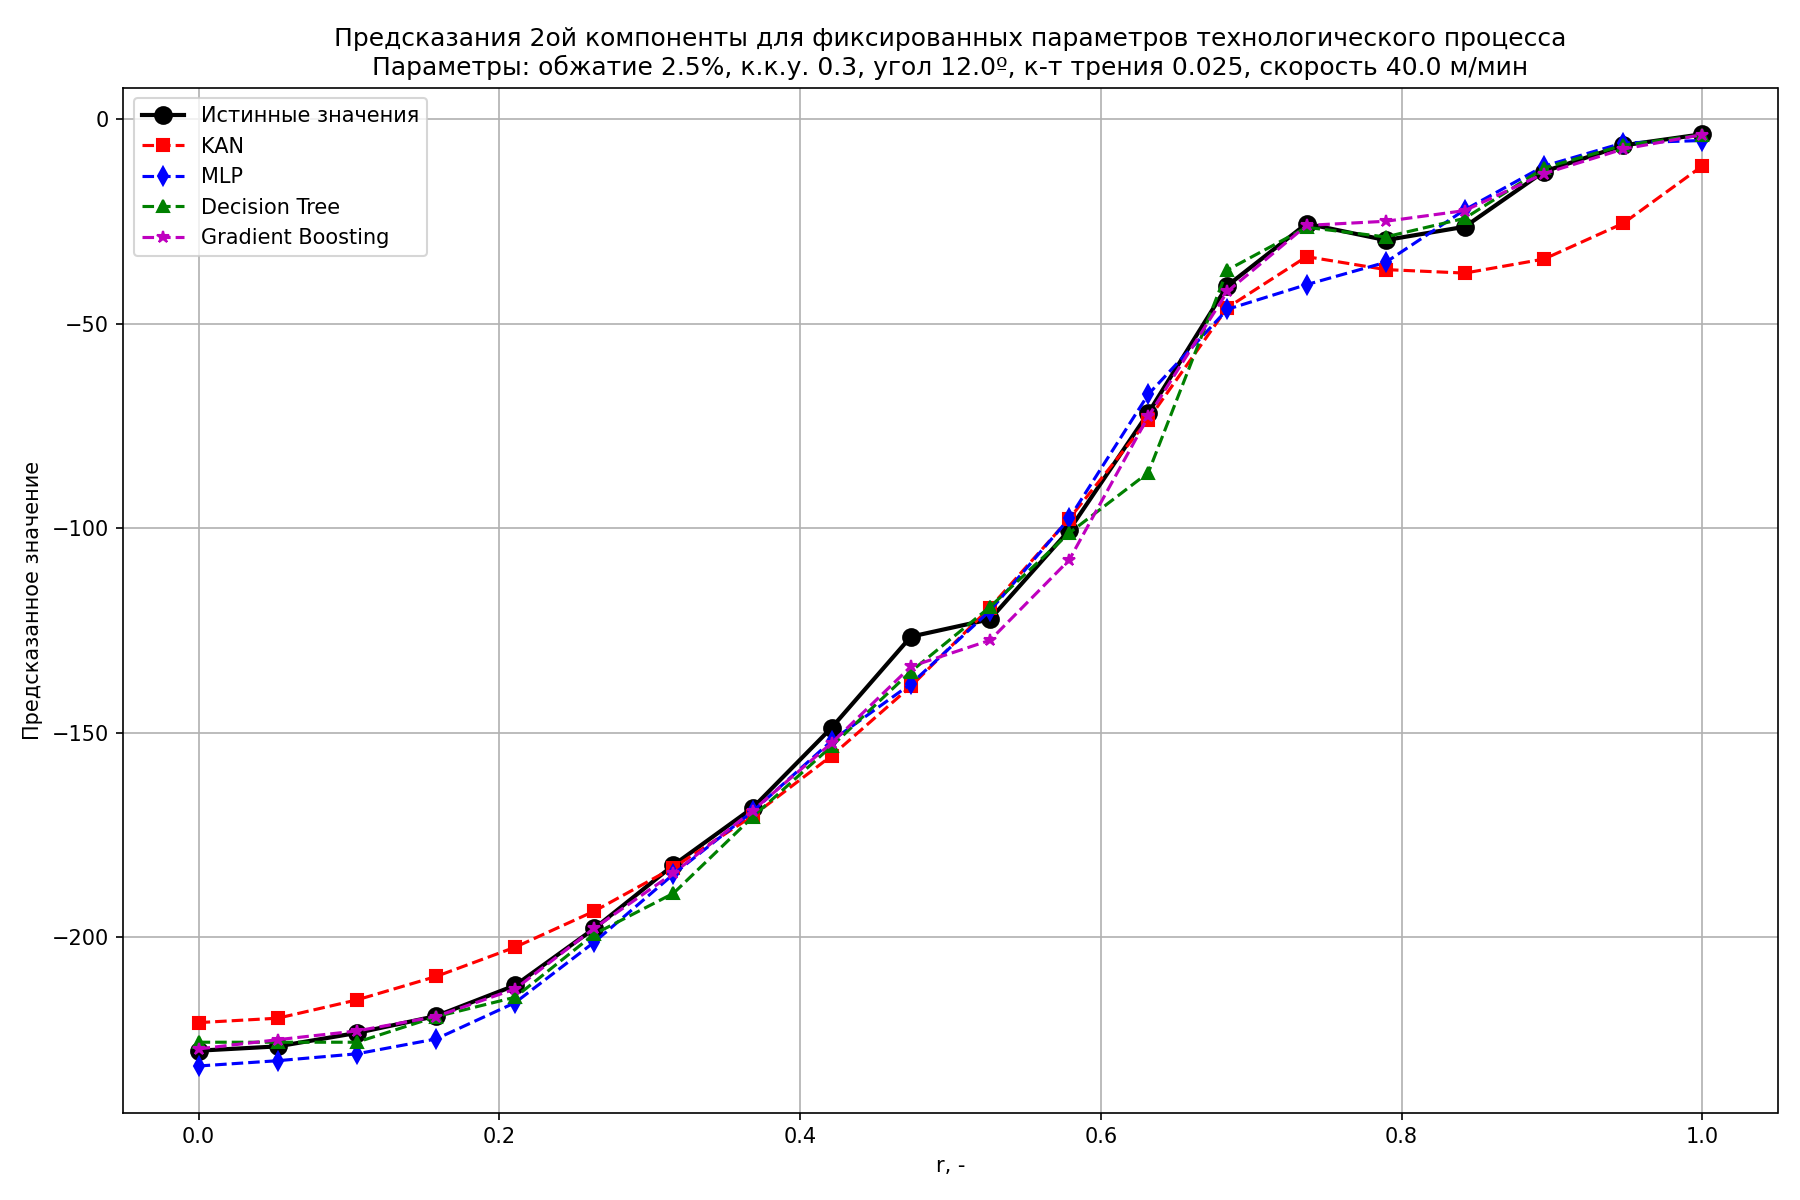 Предсказания 2ой компоненты для фиксированных параметров технологического процесса
Параметры: обжатие 2.5%, к.к.у. 0.3, угол 12.0º, к-т трения 0.025, скорость 40.0 м/мин
Истинные значения
KAN
MLP
Decision Tree
Gradient Boosting
Предсказанное значение
0
−50
−100
−150
−200
0.0
0.2
0.4
0.6
0.8
1.0
r, -